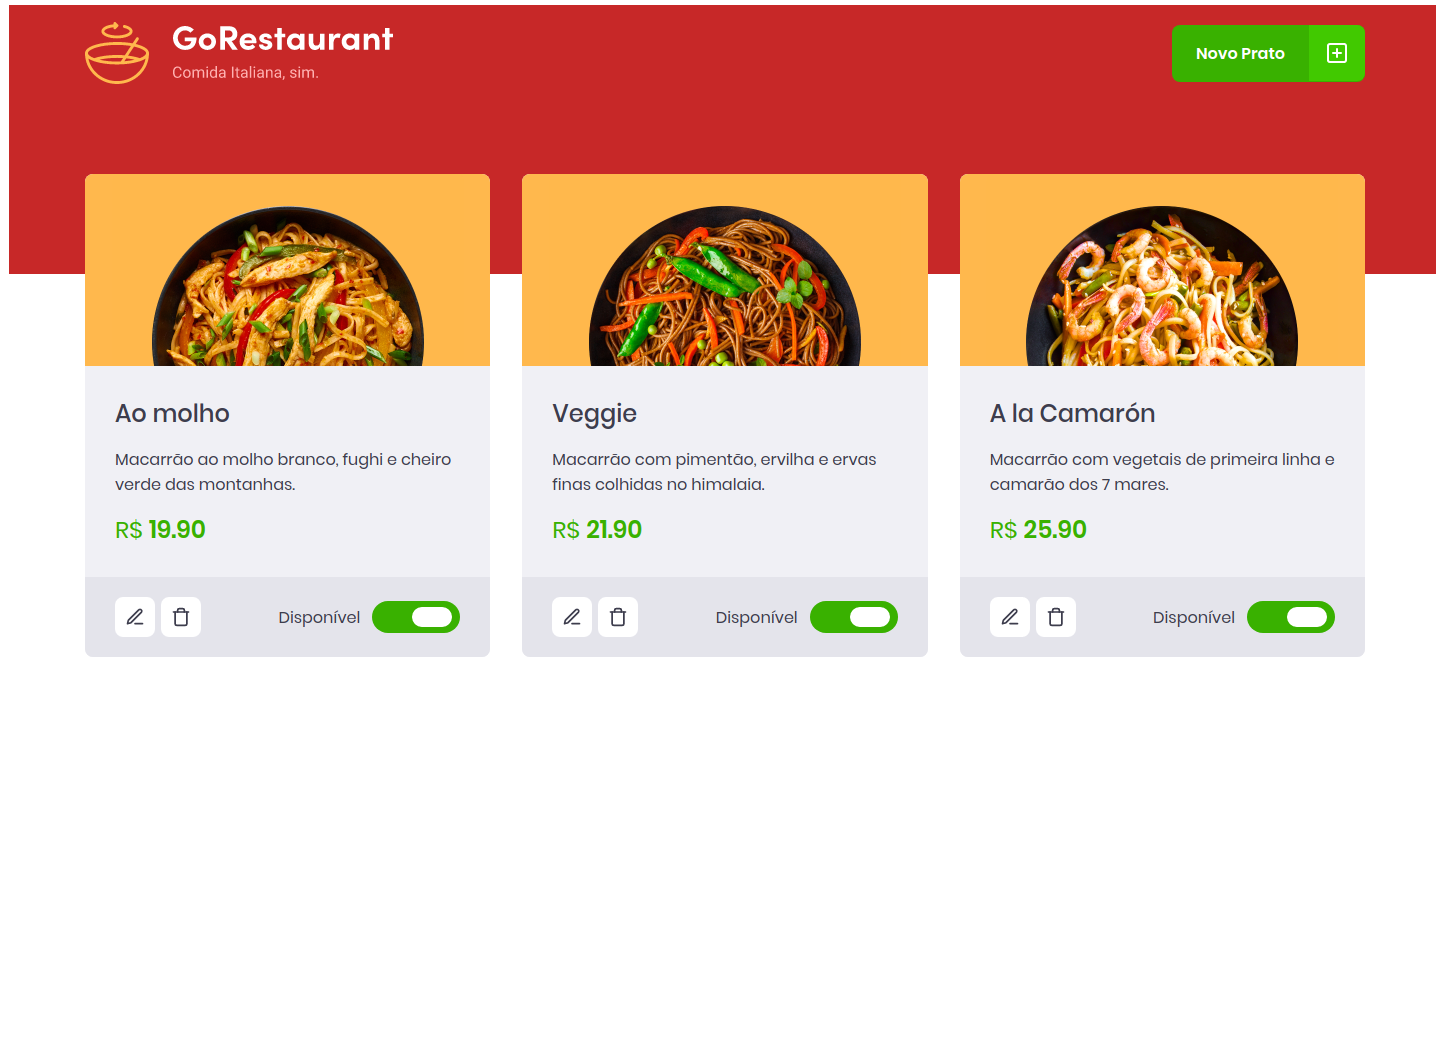 GoRestaurant
Comida Italiana, sim.
Novo Prato
Ao molho
Macarrão ao molho branco, fughi e cheiro
verde das montanhas.
R$ 19.90
Disponível
Veggie
Macarrão com pimentão, ervilha e ervas
finas colhidas no himalaia.
R$ 21.90
Disponível
A la Camarón
Macarrão com vegetais de primeira linha e
camarão dos 7 mares.
R$ 25.90
Disponível